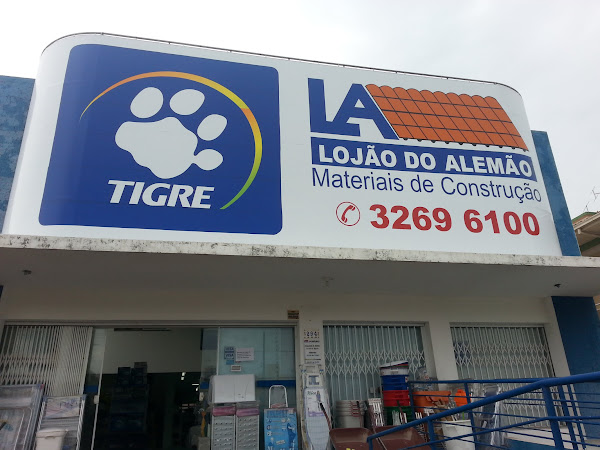 TIGRE
LA
LOJÃO DO ALEMÃO
Materiais de Construção
3269 6100